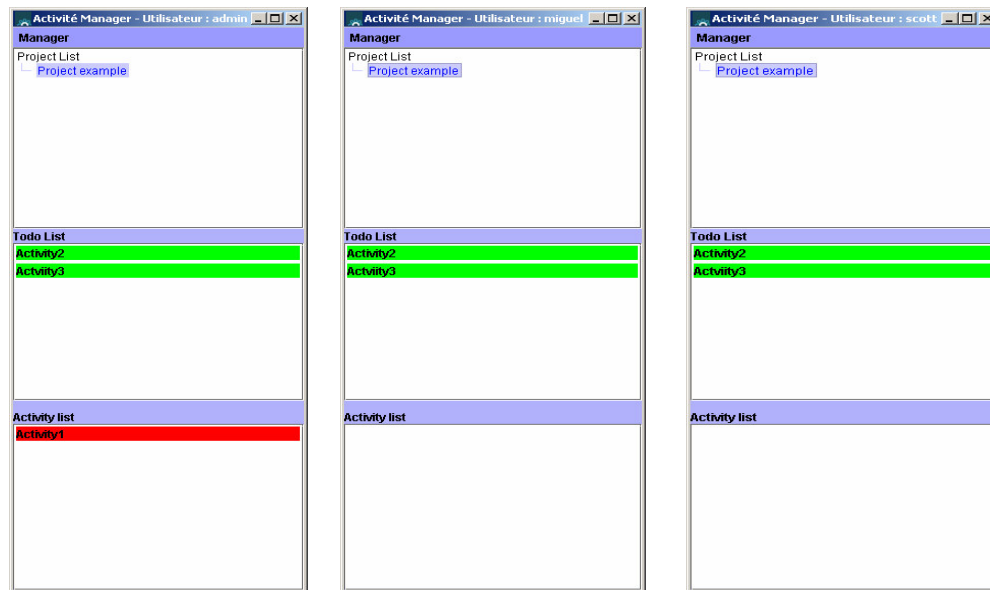 Activité Manager - Utilisateur : admin
Manager
Project List
Project example
Todo List
Activity2
Actviity3
Activity list
Activity1
Activité Manager - Utilisateur : miguel
Manager
Project List
Project example
Todo List
Activity2
Actviity3
Activity list
Activité Manager - Utilisateur : scott
Manager
Project List
Project example
Todo List
Activity2
Actviity3
Activity list